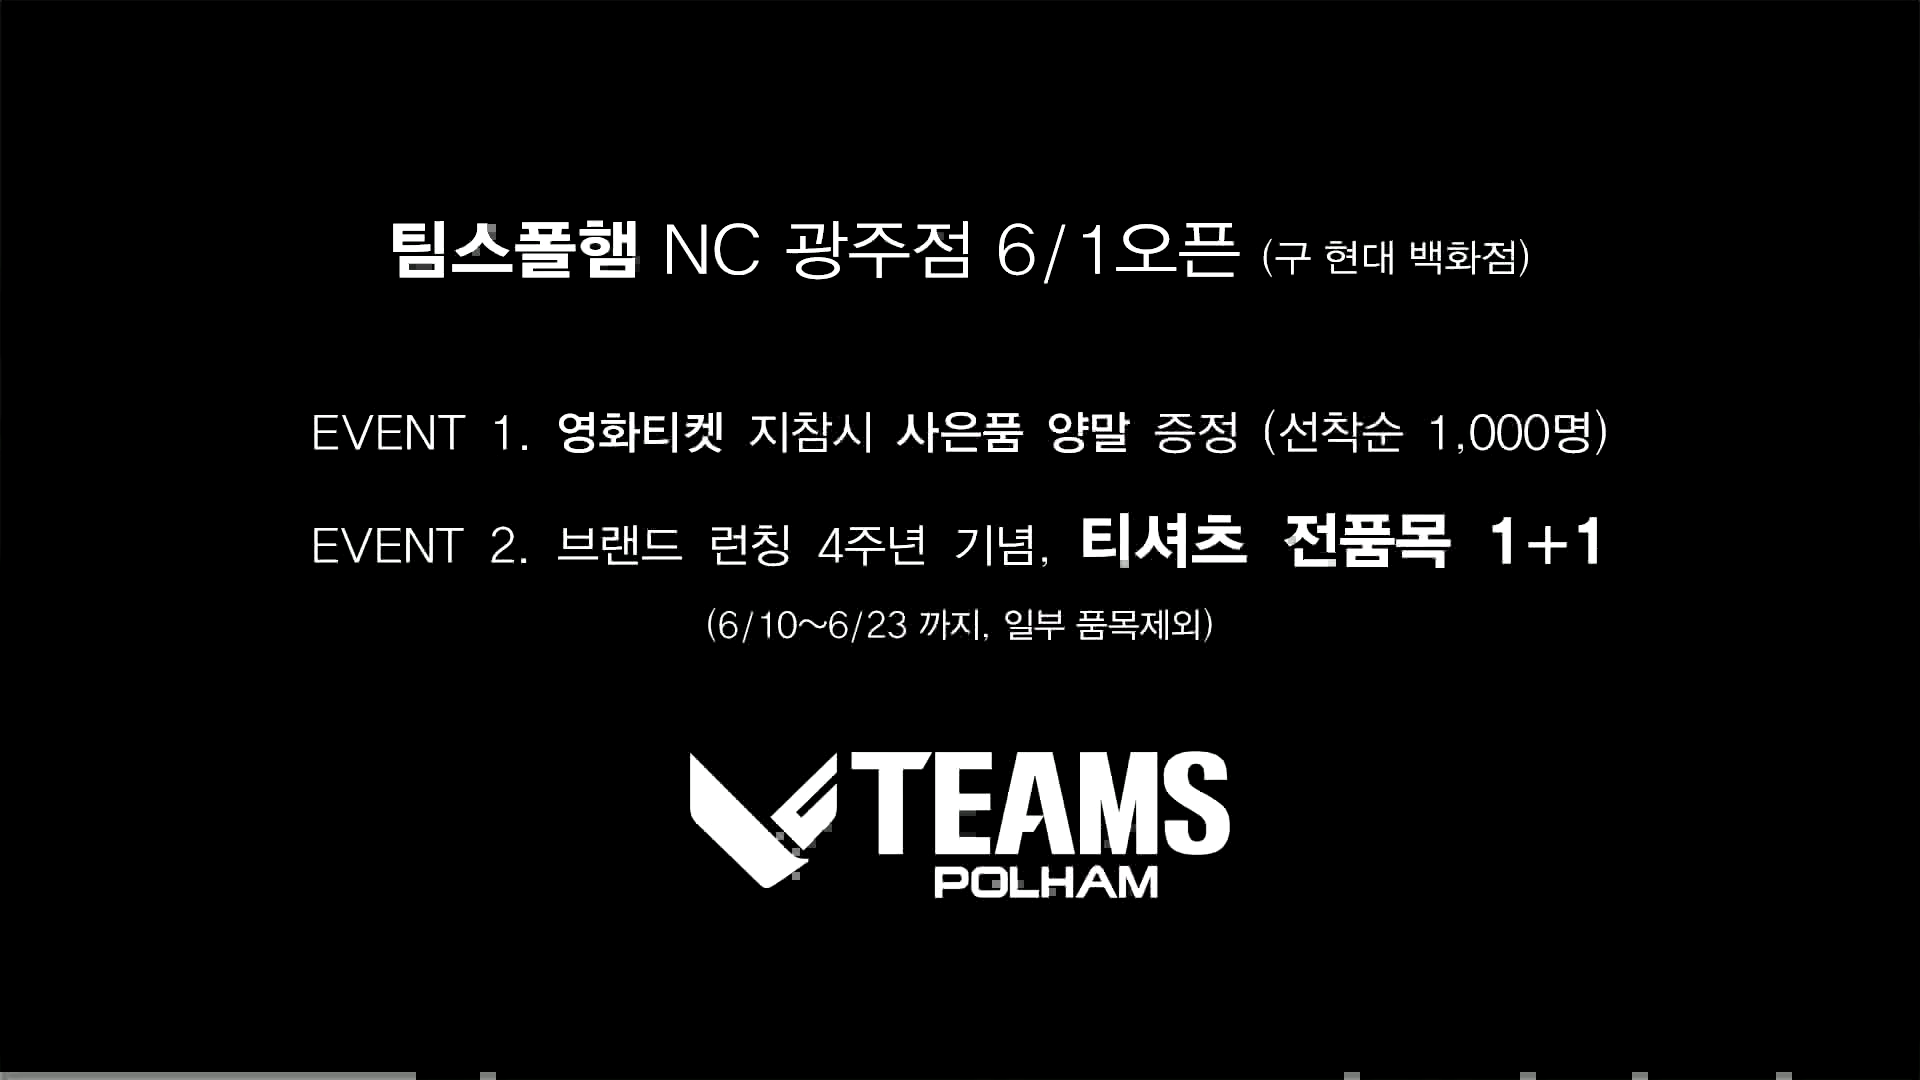 팀스폴햄 NC 광주점 6/1오픈 (구 현대 백화점)
EVENT 1. 영화티켓 지참시 사은품 양말 증정 (선착순 1,000명)
EVENT 2. 브랜드 런칭 4주년 기념, 티셔츠 전품목 1+1
(6/10~6/23 까지, 일부 품목제외)
TEAMS
POLHAM